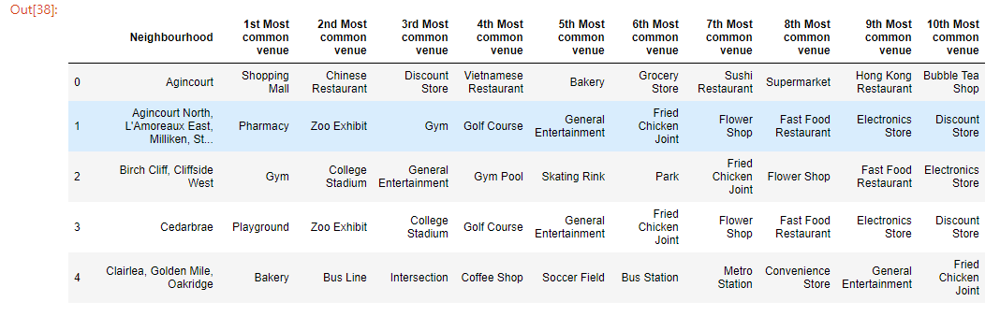 Out[38]:
Neighbourhood 1st Most common venue 2nd Most common venue 3rd Most common venue 4th Most common venue 5th Most common venue 6th Most common venue 7th Most common venue 8th Most common venue 9th Most common venue 10th Most common venue
0 Agincourt Shopping Mall Chinese Restaurant Discount Store Vietnamese Restaurant Bakery Grocery Store Sushi Restaurant Supermarket Hong Kong Restaurant Bubble Tea Shop
1 Agincourt North, L'Amoreaux East, Milliken, St... Pharmacy Zoo Exhibit Gym Golf Course General Entertainment Fried Chicken Joint Flower Shop Fast Food Restaurant Electronics Store Discount Store
2 Birch Cliff, Cliffside West Gym College Stadium General Entertainment Gym Pool Skating Rink Park Fried Chicken Joint Flower Shop Fast Food Restaurant Electronics Store
3 Cedarbrae Playground Zoo Exhibit College Stadium Golf Course General Entertainment Fried Chicken Joint Flower Shop Fast Food Restaurant Electronics Store Discount Store
4 Clairlea, Golden Mile, Oakridge Bakery Bus Line Intersection Coffee Shop Soccer Field Bus Station Metro Station Convenience Store General Entertainment Fried Chicken Joint